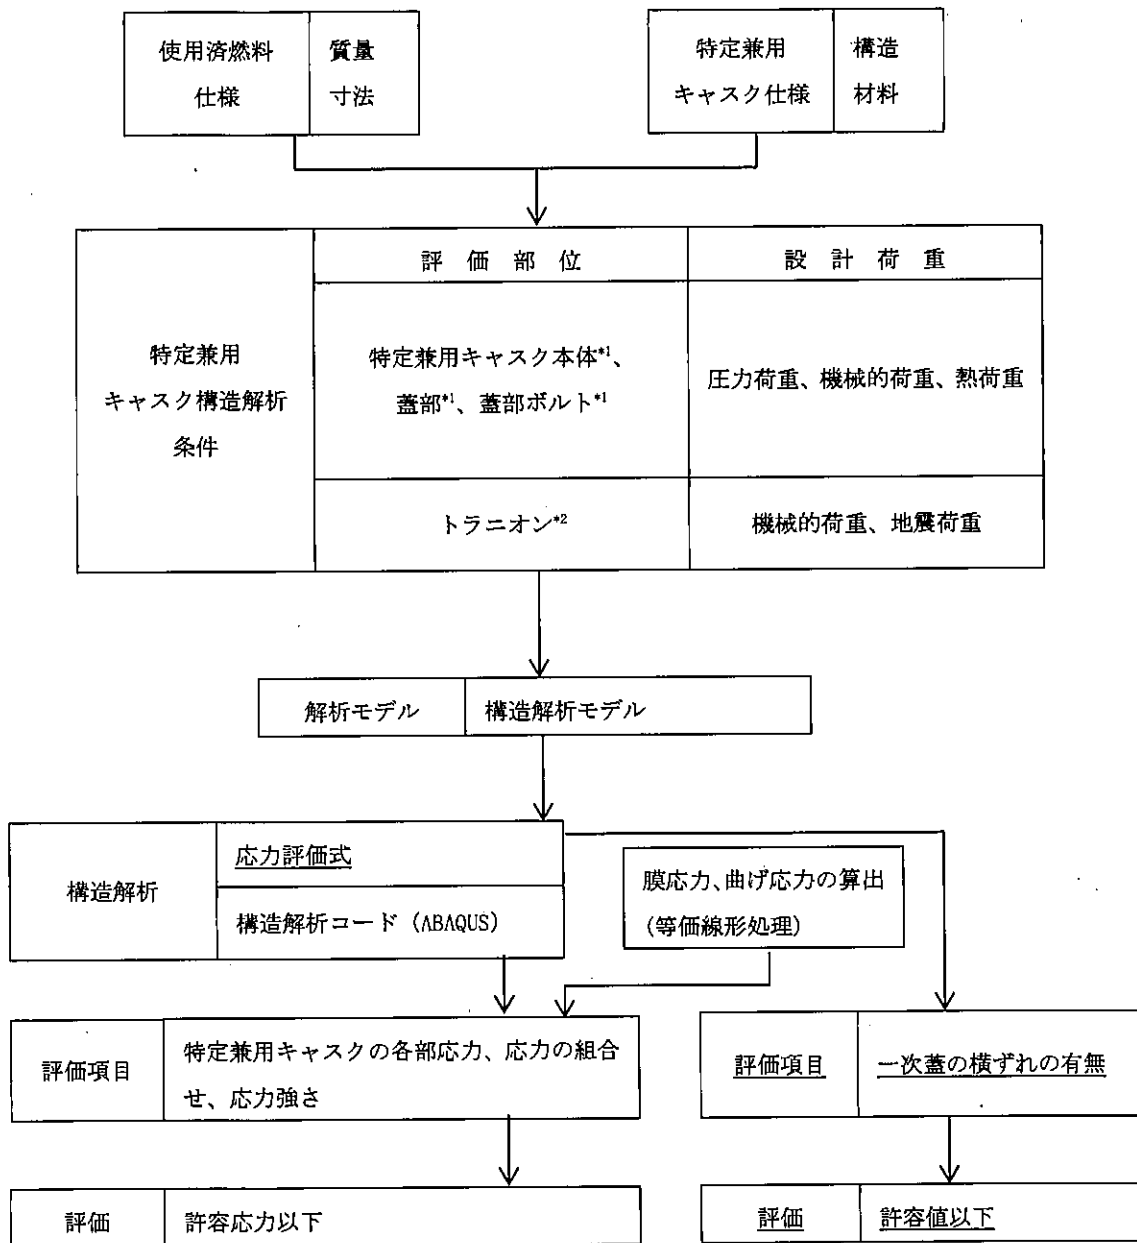 使用済燃料
仕様
質量
寸法
特定兼用
キャスク仕様
構造
材料
特定兼用
キャスク構造解析
条件
評価部位
設計荷重
特定兼用キャスク本体*1、
蓋部*1、蓋部ボルト*1
圧力荷重、機械的荷重、熱荷重
トラニオン*2
機械的荷重、地震荷重
解析モデル
構造解析モデル
構造解析
応力評価式
構造解析コード（ABAQUS）
膜応力、曲げ応力の算出
(等価線形処理)
評価項目
特定兼用キャスクの各部応力、応力の組合
せ、応力強さ
評価項目
一次蓋の横ずれの有無
評価
許容応力以下
評価
許容値以下